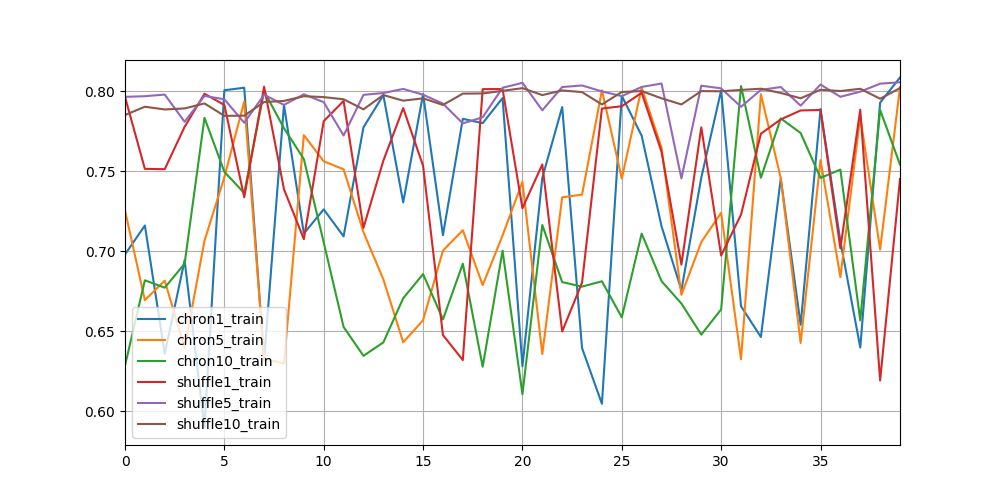 0.80
0.75
0.70
0.65
0.60
chron1_train
chron5_train
chron10_train
shuffle1_train
shuffle5_train
shuffle10_train
0 5 10 15 20 25 30 35